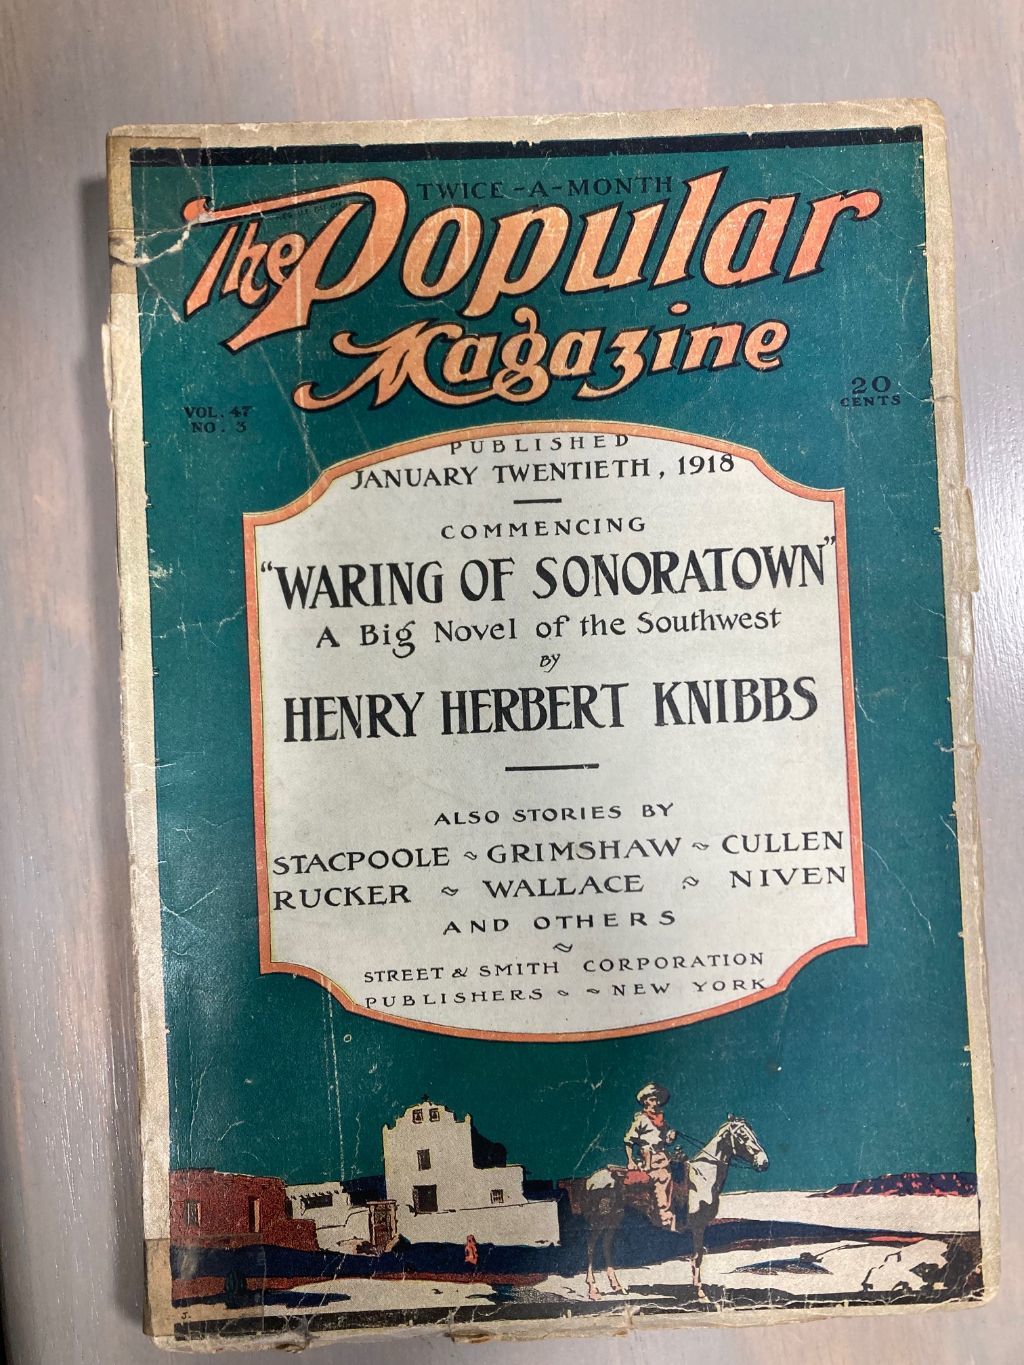 TWICE-A-MONTH
The Popular
Magazine
VOL. 47
NO. 3
20
CENTS
PUBLISHED
JANUARY TWENTIETH, 1918
COMMENCING
"WARING OF SONORATOWN"
A Big Novel of the Southwest
BY
HENRY HERBERT KNIBBS
ALSO STORIES BY
STACPOOLE ~ GRIMSHAW ~ CULLEN
RUCKER ~ WALLACE ~ NIVEN
AND OTHERS
~
STREET & SMITH CORPORATION
PUBLISHERS ~ ~ NEW YORK